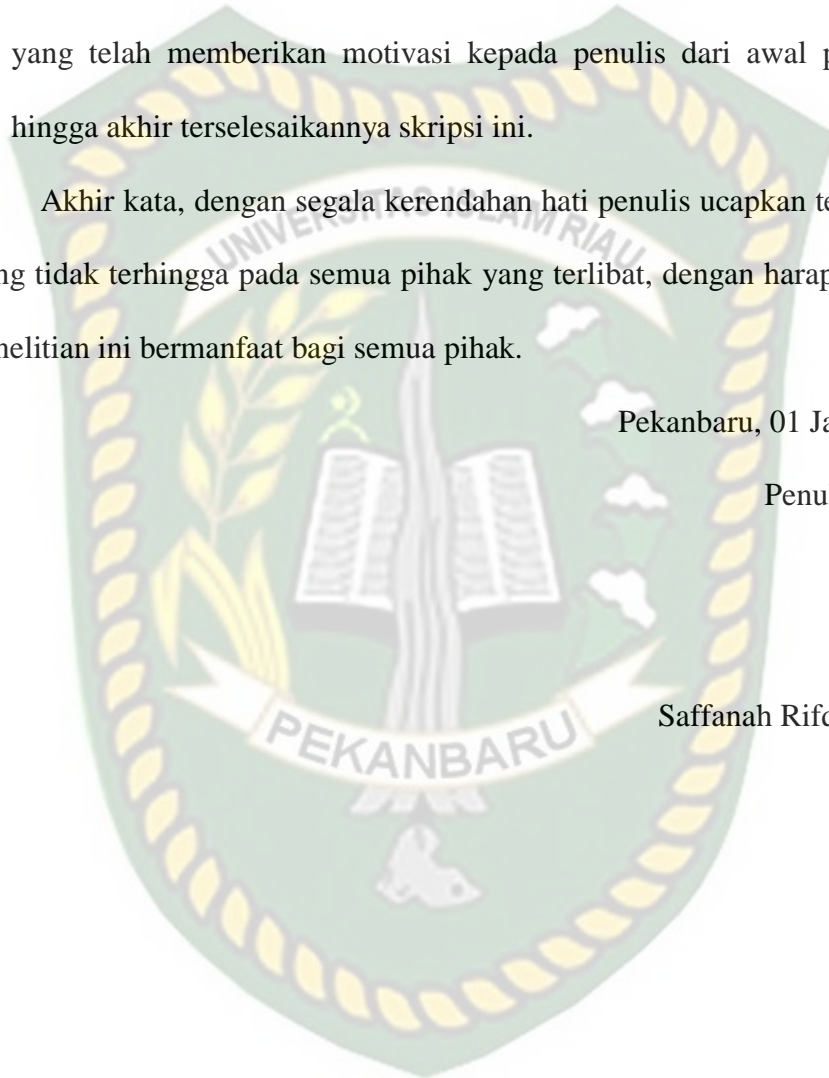 yang telah memberikan motivasi kepada penulis dari awal p
hingga akhir terselesaikannya skripsi ini.
Akhir kata, dengan segala kerendahan hati penulis ucapkan te
ng tidak terhingga pada semua pihak yang terlibat, dengan harap
nelitian ini bermanfaat bagi semua pihak.
UNIVERSITAS ISLAM RIAU
Pekanbaru, 01 Ja
Penu
Saffanah Rifd
PEKANBARU